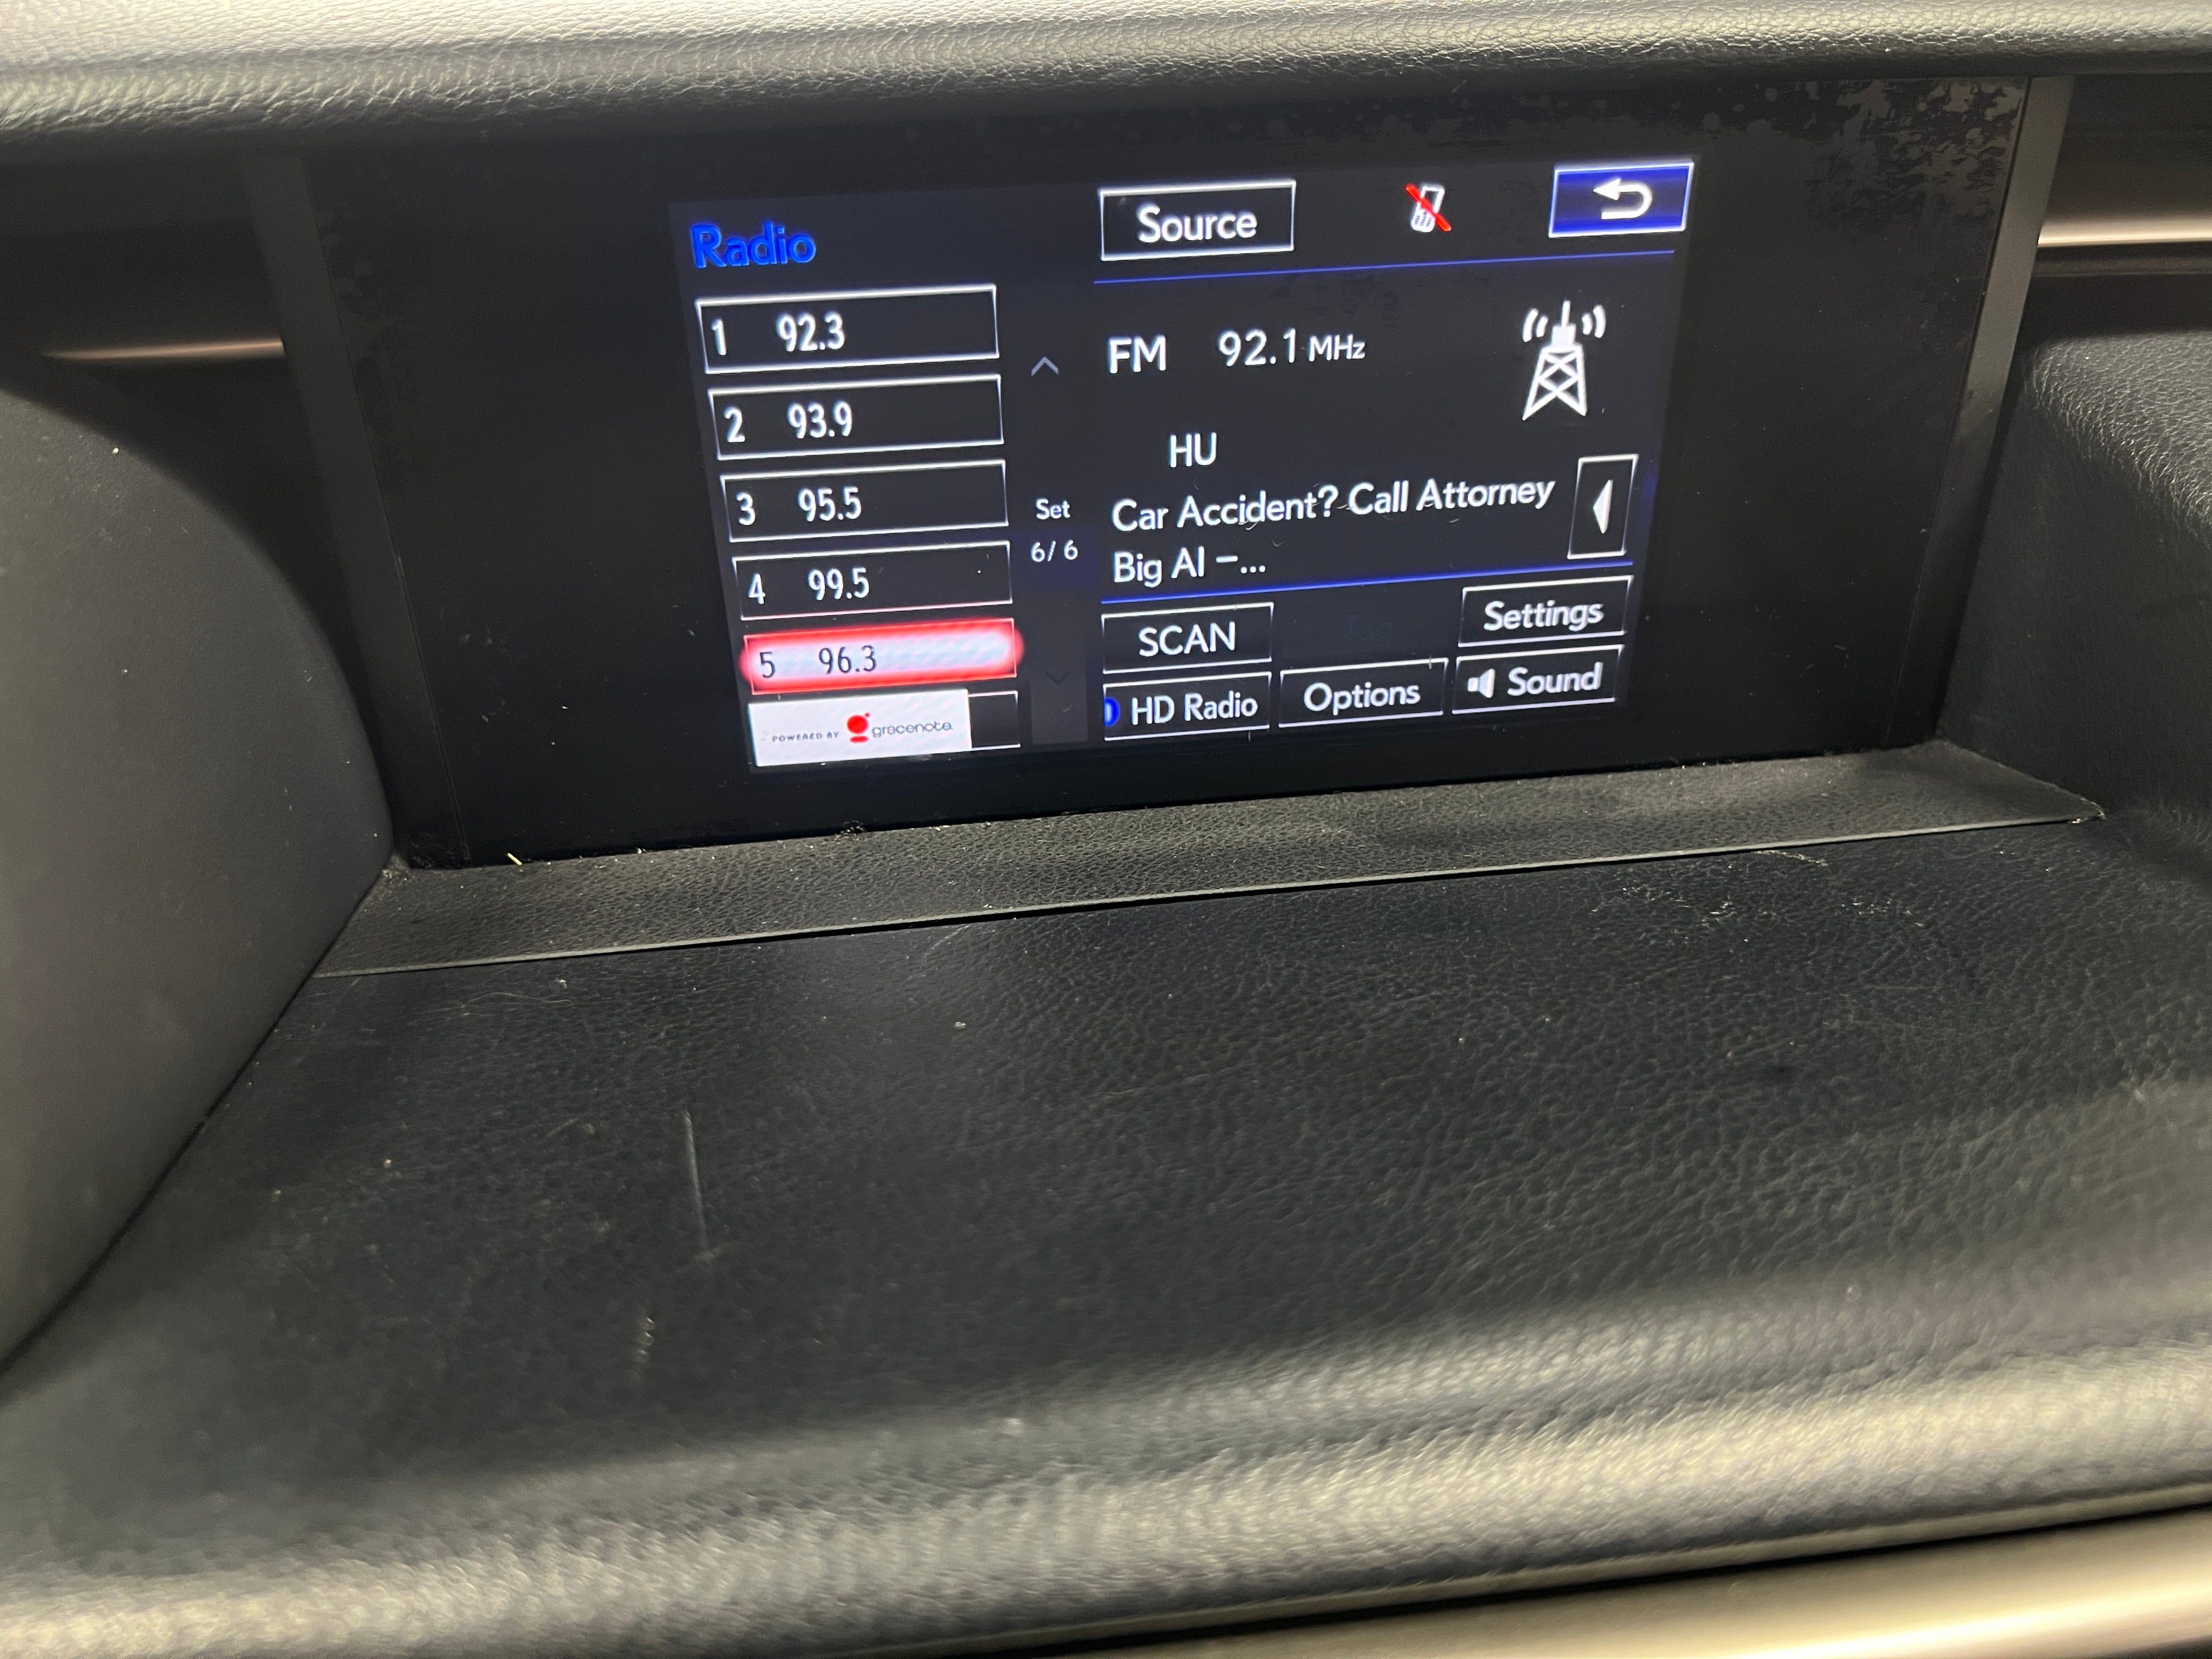 Radio
Source
1 92.3
2 93.9
3 95.5
4 99.5
5 96.3
POWERED BY gracenote
Set
6/6
FM 92.1 MHz
HU
Car Accident? Call Attorney
Big Al –...
SCAN
Settings
HD Radio
Options
Sound